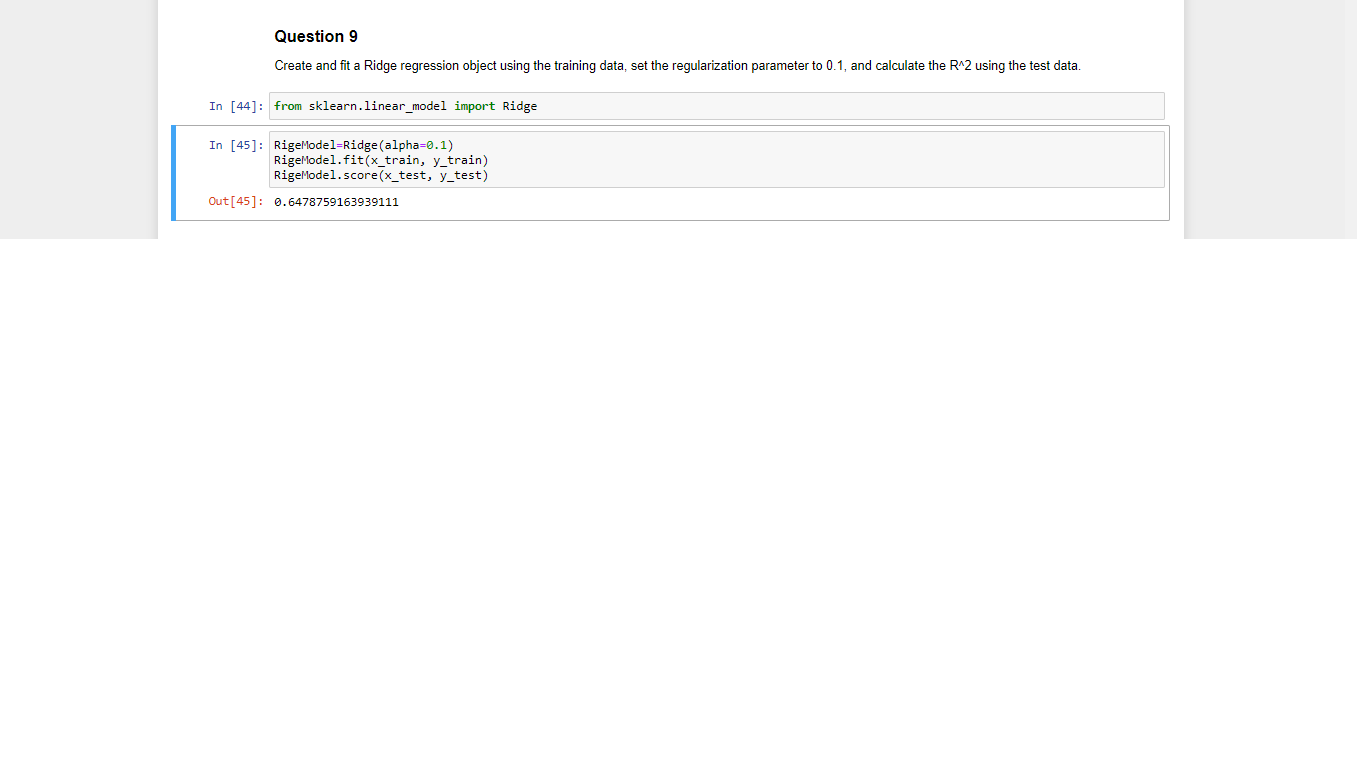 Question 9
Create and fit a Ridge regression object using the training data, set the regularization parameter to 0.1, and calculate the R^2 using the test data.
In [44]: from sklearn.linear_model import Ridge
In [45]: RigeModel=Ridge(alpha=0.1)
RigeModel.fit(x_train, y_train)
RigeModel.score(x_test, y_test)
Out[45]: 0.6478759163939111